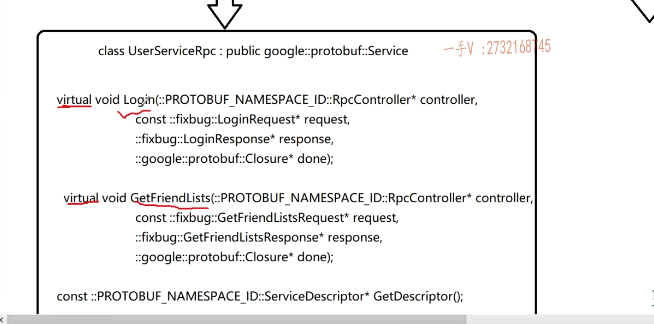 class UserServiceRpc : public google::protobuf::Service
一手V :2732168745
virtual void Login(::PROTOBUF_NAMESPACE_ID::RpcController* controller,
const ::fixbug::LoginRequest* request,
::fixbug::LoginResponse* response,
::google::protobuf::Closure* done);
virtual void GetFriendLists(::PROTOBUF_NAMESPACE_ID::RpcController* controller,
const ::fixbug::GetFriendListsRequest* request,
::fixbug::GetFriendListsResponse* response,
::google::protobuf::Closure* done);
const ::PROTOBUF_NAMESPACE_ID::ServiceDescriptor* GetDescriptor();